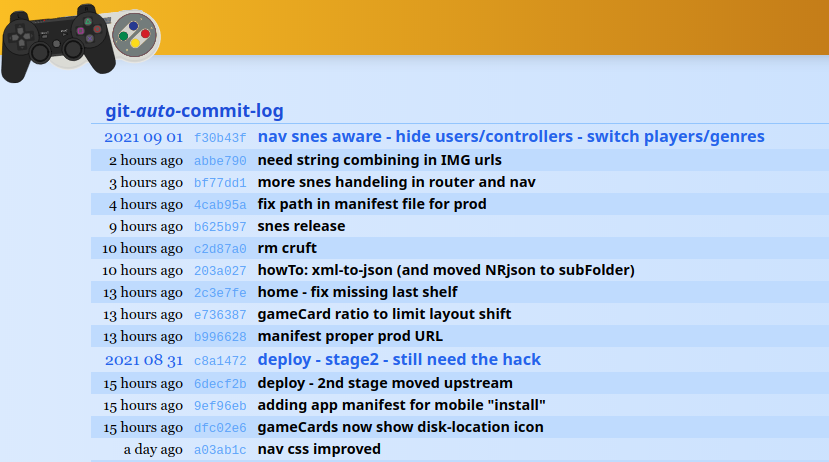 git-auto-commit-log
2021 09 01 f30b43f nav snes aware - hide users/controllers - switch players/genres
2 hours ago abbe790 need string combining in IMG urls
3 hours ago bf77dd1 more snes handeling in router and nav
4 hours ago 4cab95a fix path in manifest file for prod
9 hours ago b625b97 snes release
10 hours ago c2d87a0 rm cruft
10 hours ago 203a027 howTo: xml-to-json (and moved NRjson to subFolder)
13 hours ago 2c3e7fe home - fix missing last shelf
13 hours ago e736387 gameCard ratio to limit layout shift
13 hours ago b996628 manifest proper prod URL
2021 08 31 c8a1472 deploy - stage2 - still need the hack
15 hours ago 6decf2b deploy - 2nd stage moved upstream
15 hours ago 9ef96eb adding app manifest for mobile "install"
15 hours ago dfc02e6 gameCards now show disk-location icon
a day ago a03ab1c nav css improved